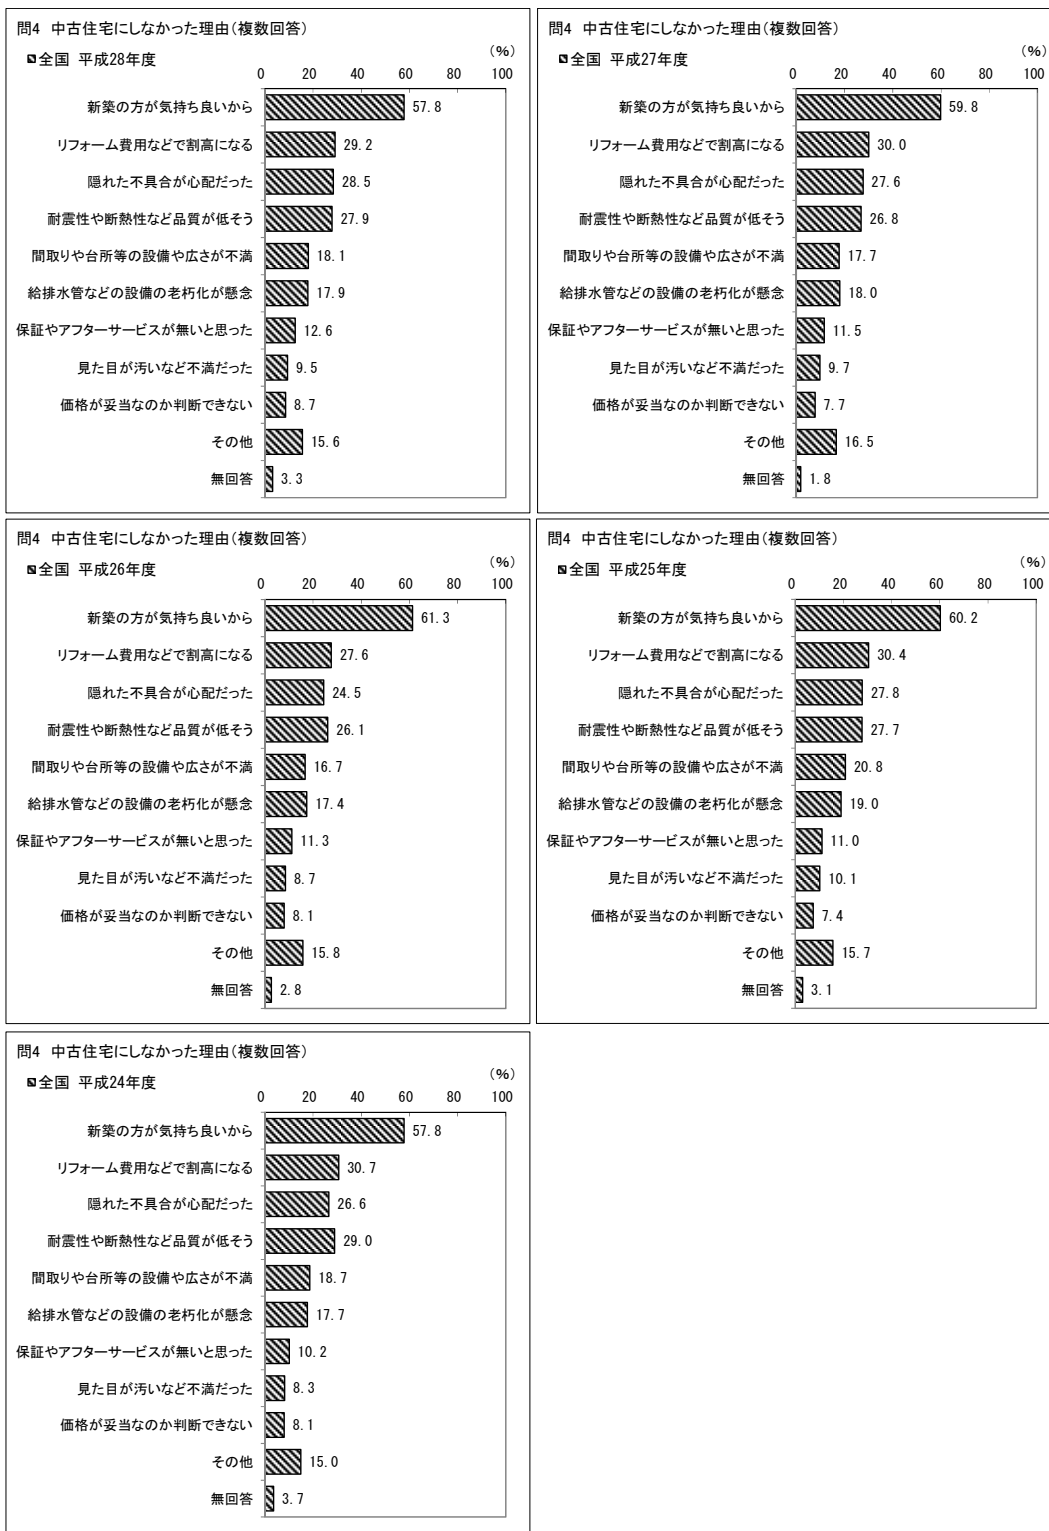 問4 中古住宅にしなかった理由(複数回答)
(%)
全国 平成28年度
0 20 40 60 80 100
新築の方が気持ち良いから 57.8
リフォーム費用などで割高になる 29.2
隠れた不具合が心配だった 28.5
耐震性や断熱性など品質が低そう 27.9
間取りや台所等の設備や広さが不満 18.1
給排水管などの設備の老朽化が懸念 17.9
保証やアフターサービスが無いと思った 12.6
見た目が汚いなど不満だった 9.5
価格が妥当なのか判断できない 8.7
その他 15.6
無回答 3.3
問4 中古住宅にしなかった理由(複数回答)
(%)
全国 平成27年度
0 20 40 60 80 100
新築の方が気持ち良いから 59.8
リフォーム費用などで割高になる 30.0
隠れた不具合が心配だった 27.6
耐震性や断熱性など品質が低そう 26.8
間取りや台所等の設備や広さが不満 17.7
給排水管などの設備の老朽化が懸念 18.0
保証やアフターサービスが無いと思った 11.5
見た目が汚いなど不満だった 9.7
価格が妥当なのか判断できない 7.7
その他 16.5
無回答 1.8
問4 中古住宅にしなかった理由(複数回答)
(%)
全国 平成26年度
0 20 40 60 80 100
新築の方が気持ち良いから 61.3
リフォーム費用などで割高になる 27.6
隠れた不具合が心配だった 24.5
耐震性や断熱性など品質が低そう 26.1
間取りや台所等の設備や広さが不満 16.7
給排水管などの設備の老朽化が懸念 17.4
保証やアフターサービスが無いと思った 11.3
見た目が汚いなど不満だった 8.7
価格が妥当なのか判断できない 8.1
その他 15.8
無回答 2.8
問4 中古住宅にしなかった理由(複数回答)
(%)
全国 平成25年度
0 20 40 60 80 100
新築の方が気持ち良いから 60.2
リフォーム費用などで割高になる 30.4
隠れた不具合が心配だった 27.8
耐震性や断熱性など品質が低そう 27.7
間取りや台所等の設備や広さが不満 20.8
給排水管などの設備の老朽化が懸念 19.0
保証やアフターサービスが無いと思った 11.0
見た目が汚いなど不満だった 10.1
価格が妥当なのか判断できない 7.4
その他 15.7
無回答 3.1
問4 中古住宅にしなかった理由(複数回答)
(%)
全国 平成24年度
0 20 40 60 80 100
新築の方が気持ち良いから 57.8
リフォーム費用などで割高になる 30.7
隠れた不具合が心配だった 26.6
耐震性や断熱性など品質が低そう 29.0
間取りや台所等の設備や広さが不満 18.7
給排水管などの設備の老朽化が懸念 17.7
保証やアフターサービスが無いと思った 10.2
見た目が汚いなど不満だった 8.3
価格が妥当なのか判断できない 8.1
その他 15.0
無回答 3.7